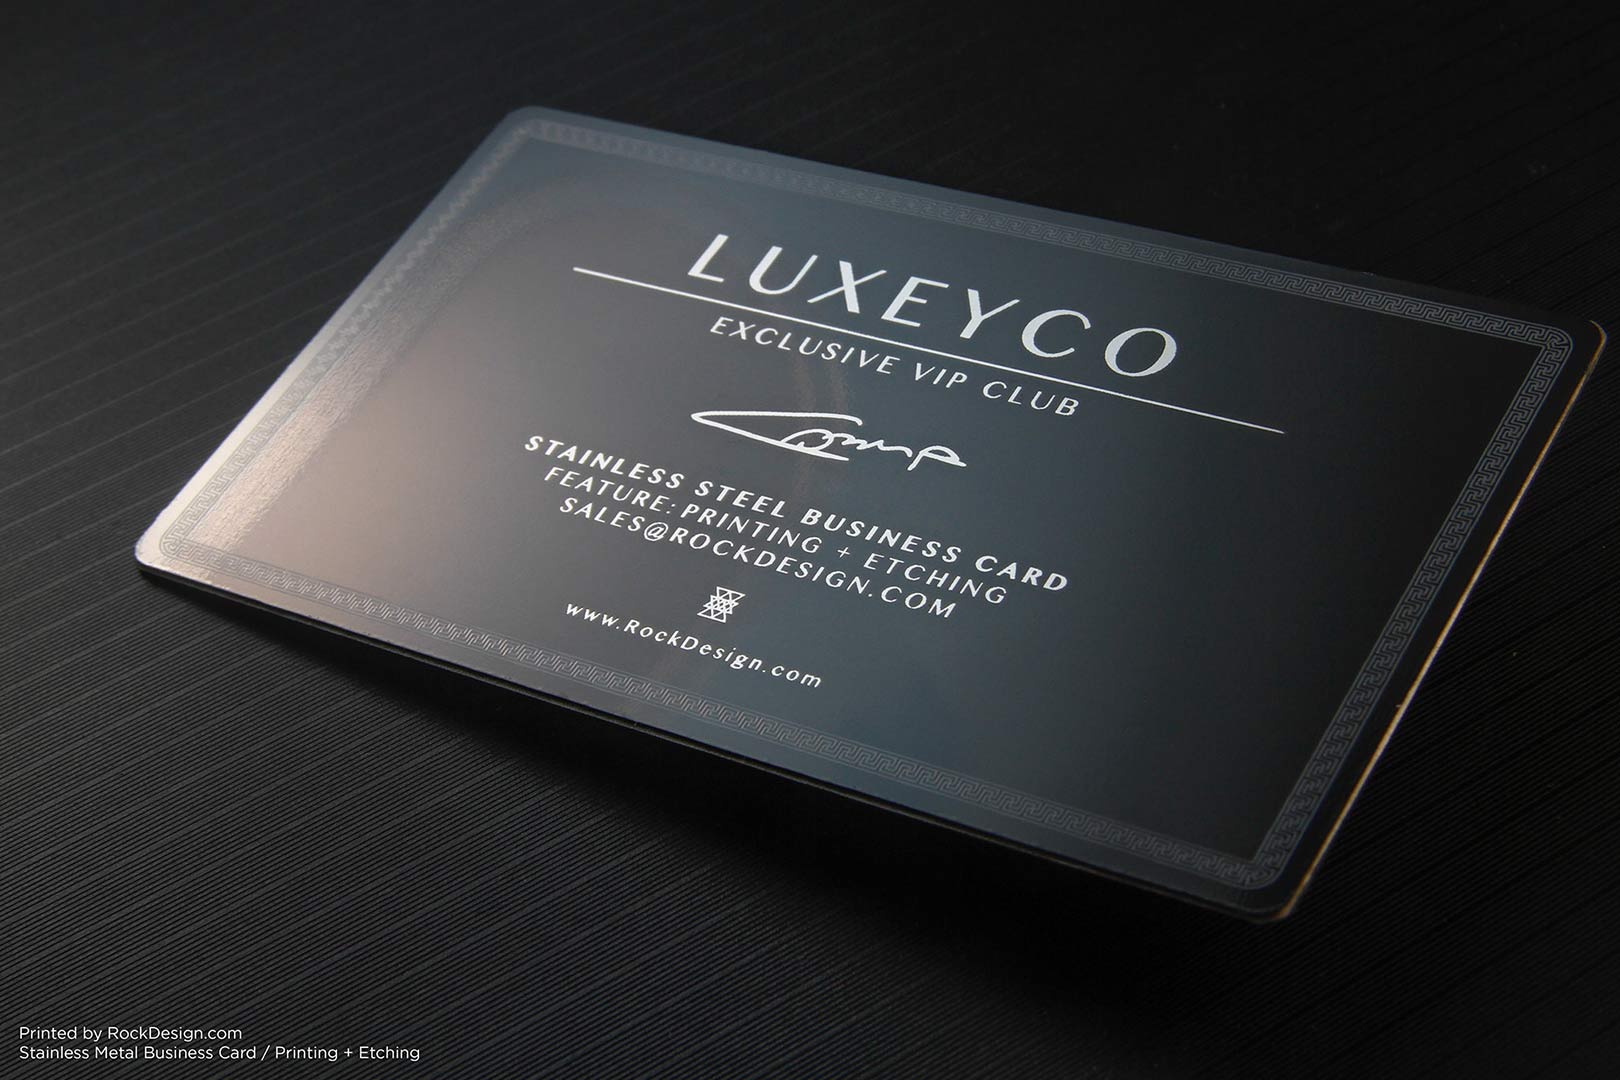 LUXEYCO
EXCLUSIVE VIP CLUB
STAINLESS STEEL BUSINESS CARD
FEATURE: PRINTING + ETCHING
SALES@ROCKDESIGN.COM
www.RockDesign.com
Printed by RockDesign.com
Stainless Metal Business Card / Printing + Etching